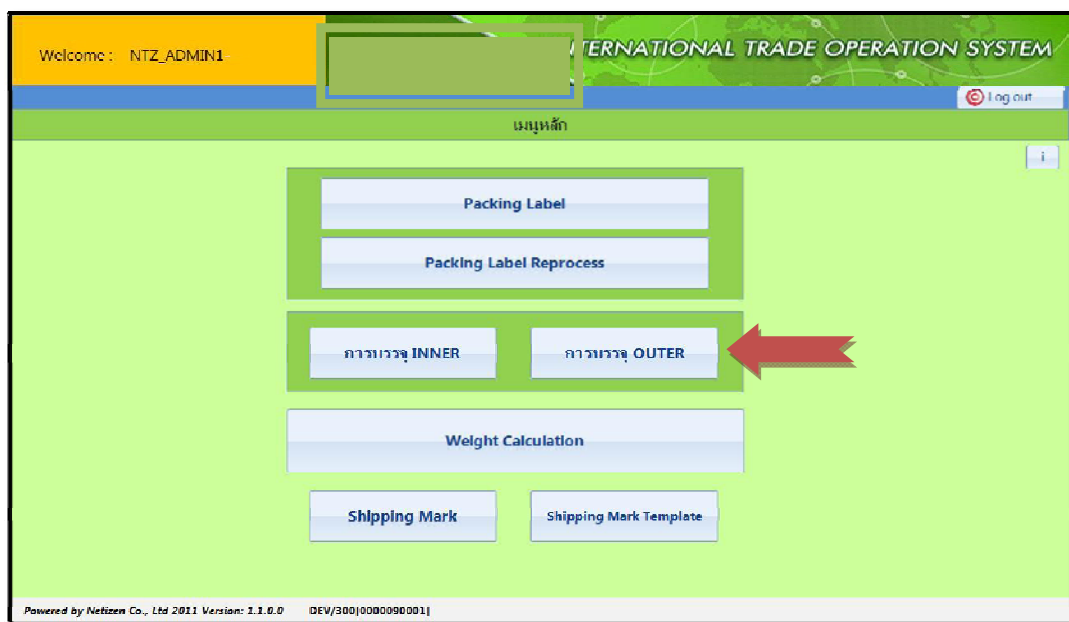 Welcome : NTZ_ADMIN1
TERNATIONAL TRADE OPERATION SYSTEM
Log out
เมนูหลัก
i
Packing Label
Packing Label Reprocess
การบรรจุ INNER
การบรรจุ OUTER
Weight Calculation
Shipping Mark
Shipping Mark Template
Powered by Netizen Co., Ltd 2011 Version: 1.1.0.0 DEV/300|0000090001|